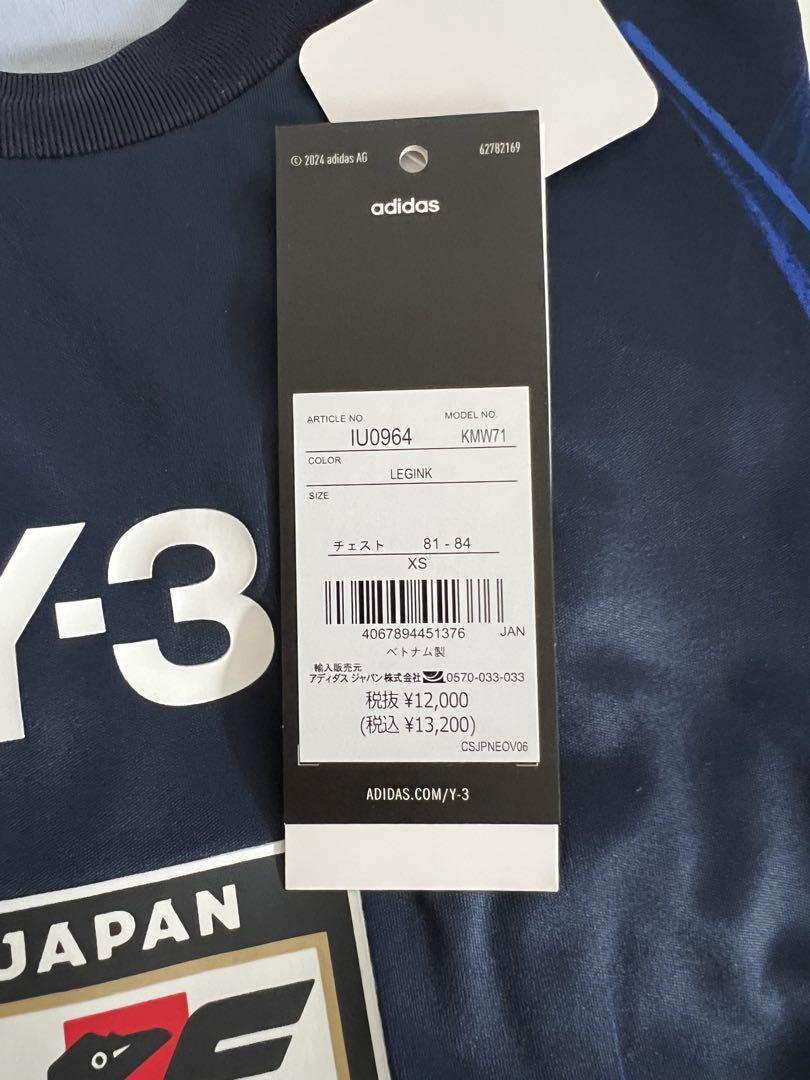 © 2024 adidas AG 62782169
adidas
ARTICLE NO. MODEL NO.
IU0964 KMW71
COLOR
LEGINK
SIZE
チェスト 81 - 84
XS
4067894451376 JAN
ベトナム製
輸入販売元
アディダス ジャパン株式会社 0570-033-033
税抜 ¥12,000
(税込 ¥13,200)
CSJPNEOV06
ADIDAS.COM/Y-3
Y-3
JAPAN